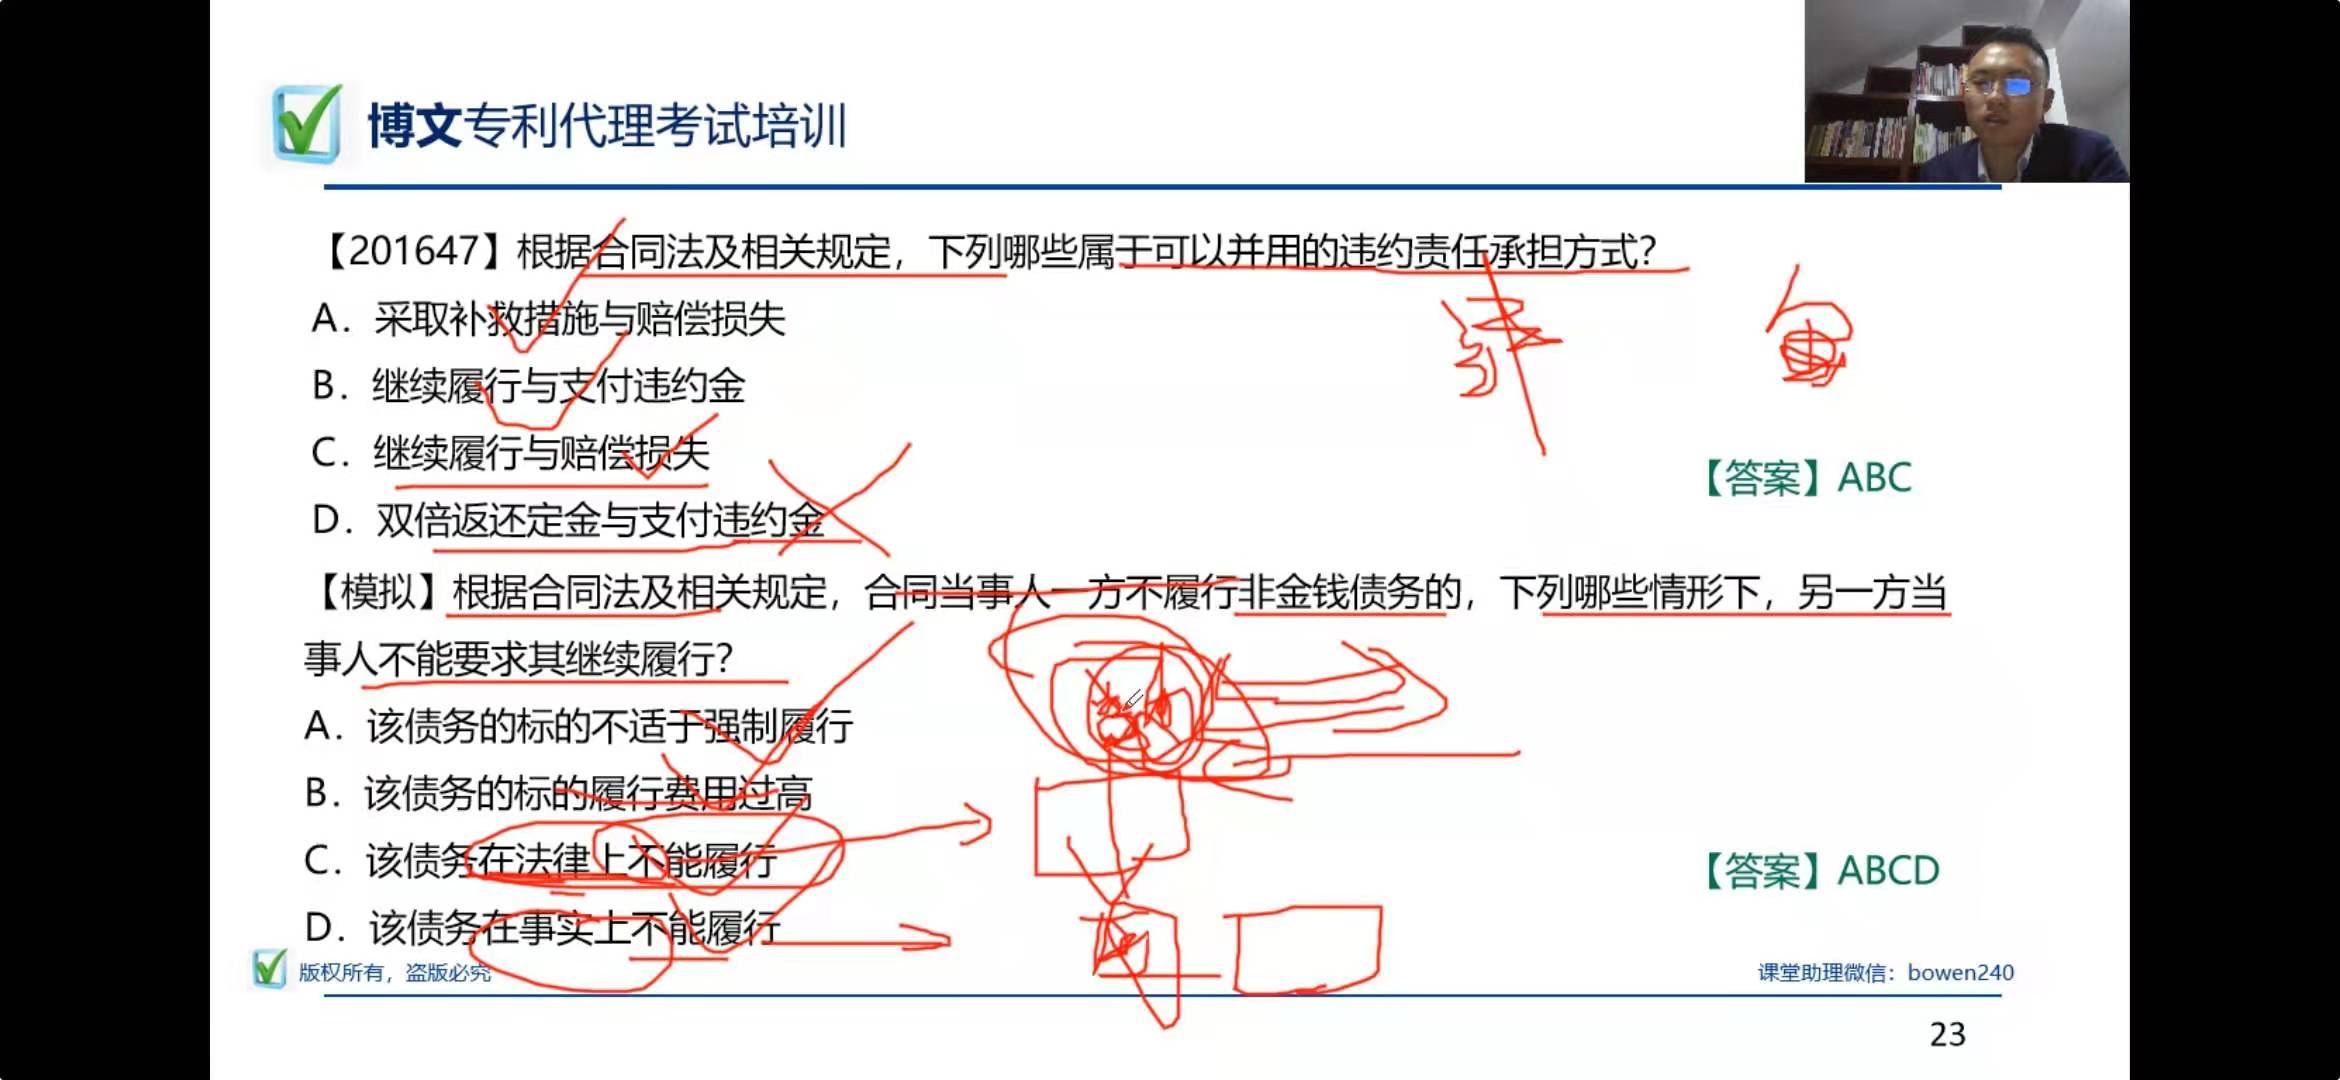 博文专利代理考试培训
【201647】根据合同法及相关规定，下列哪些属于可以并用的违约责任承担方式？
A．采取补救措施与赔偿损失
B．继续履行与支付违约金
C．继续履行与赔偿损失
【答案】ABC
D．双倍返还定金与支付违约金
【模拟】根据合同法及相关规定，合同当事人一方不履行非金钱债务的，下列哪些情形下，另一方当
事人不能要求其继续履行？
A．该债务的标的不适于强制履行
B．该债务的标的履行费用过高
C．该债务在法律上不能履行
【答案】ABCD
D．该债务在事实上不能履行
版权所有，盗版必究
课堂助理微信：bowen240
23